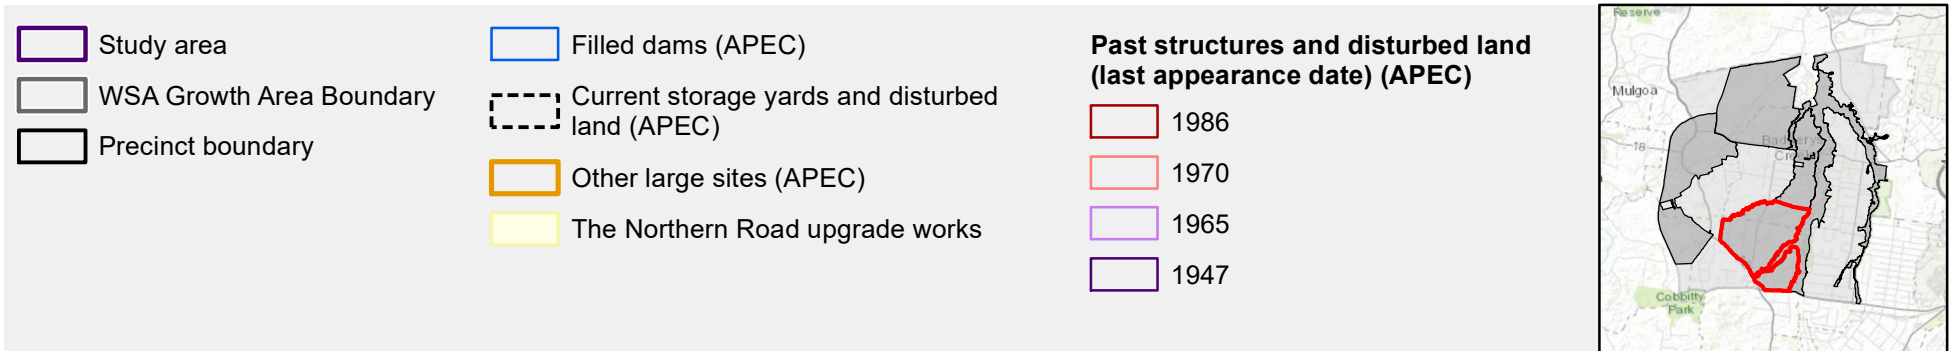 Study area
WSA Growth Area Boundary
Precinct boundary
Filled dams (APEC)
Current storage yards and disturbed
land (APEC)
Other large sites (APEC)
The Northern Road upgrade works
Past structures and disturbed land
(last appearance date) (APEC)
1986
1970
1965
1947
Reserve
Mulgoa
18
Cobbitty
Park